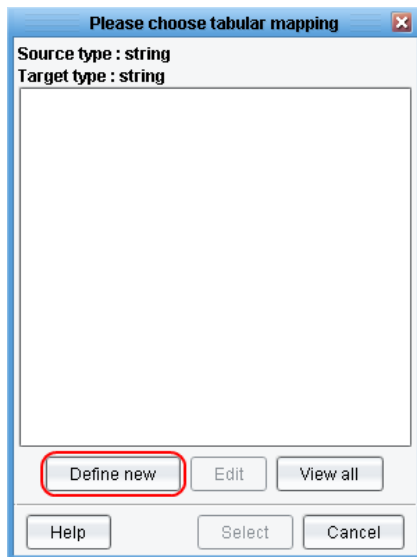 Please choose tabular mapping
Source type : string
Target type : string
Define new Edit View all
Help Select Cancel